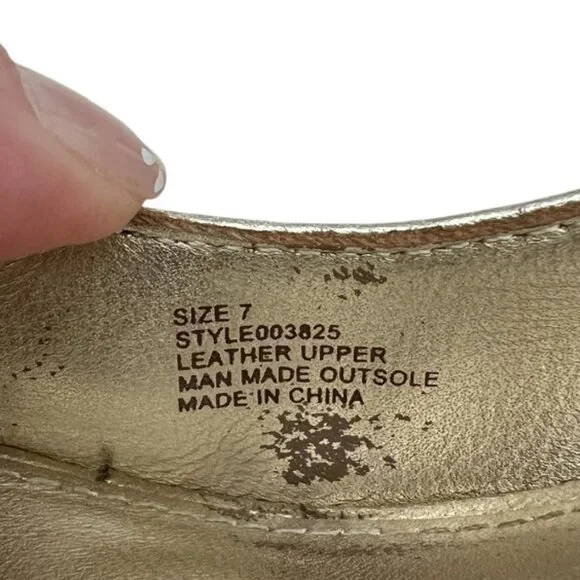 SIZE 7
STYLE003825
LEATHER UPPER
MAN MADE OUTSOLE
MADE IN CHINA